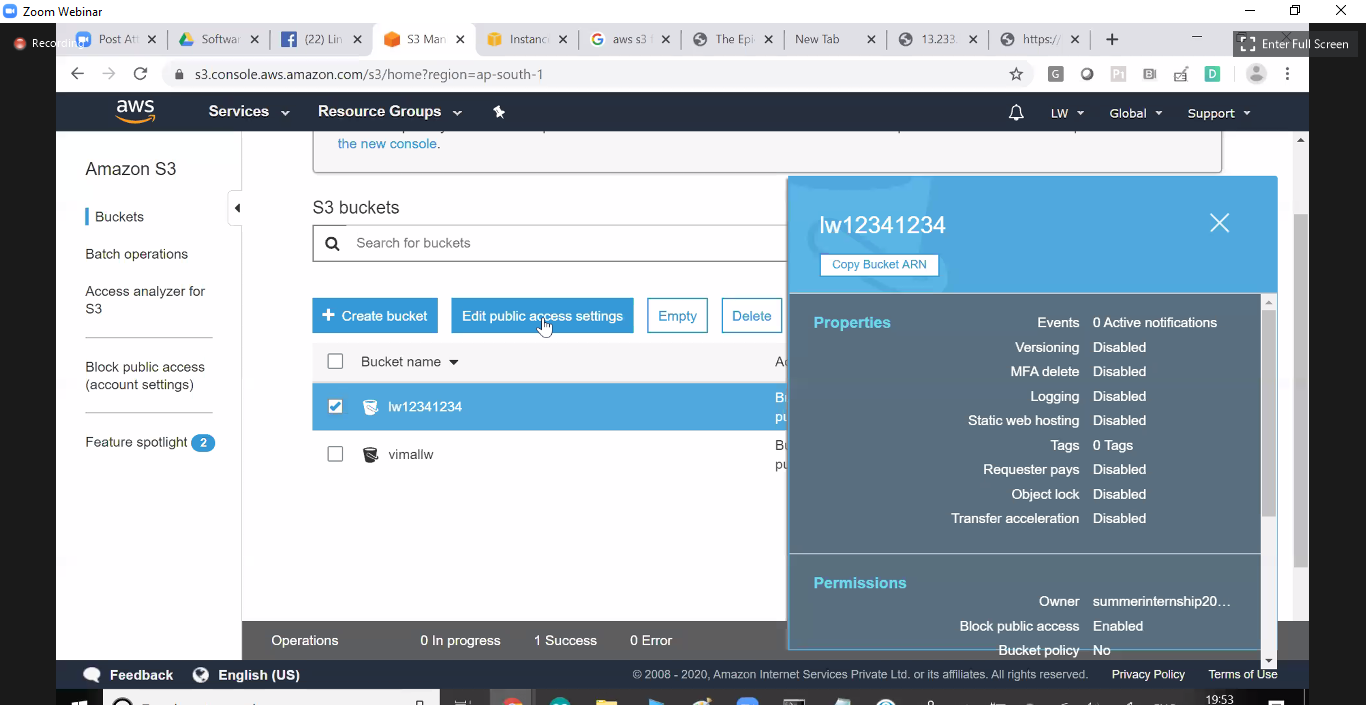 Zoom Webinar
Recording
Post Att
Softwar
(22) Lin
S3 Man
Instanc
aws s3
The Epi
New Tab
13.233.
https:/
Enter Full Screen
s3.console.aws.amazon.com/s3/home?region=ap-south-1
aws
Services
Resource Groups
LW
Global
Support
the new console.
Amazon S3
Buckets
Batch operations
Access analyzer for
S3
Block public access
(account settings)
Feature spotlight 2
S3 buckets
Search for buckets
+ Create bucket
Edit public access settings
Empty
Delete
Bucket name
lw12341234
vimallw
lw12341234
Copy Bucket ARN
Properties
Events 0 Active notifications
Versioning Disabled
MFA delete Disabled
Logging Disabled
Static web hosting Disabled
Tags 0 Tags
Requester pays Disabled
Object lock Disabled
Transfer acceleration Disabled
Permissions
Owner summerinternship20...
Block public access Enabled
Bucket policy No
Operations
0 In progress
1 Success
0 Error
Feedback
English (US)
© 2008 - 2020, Amazon Internet Services Private Ltd. or its affiliates. All rights reserved.
Privacy Policy
Terms of Use
19:53